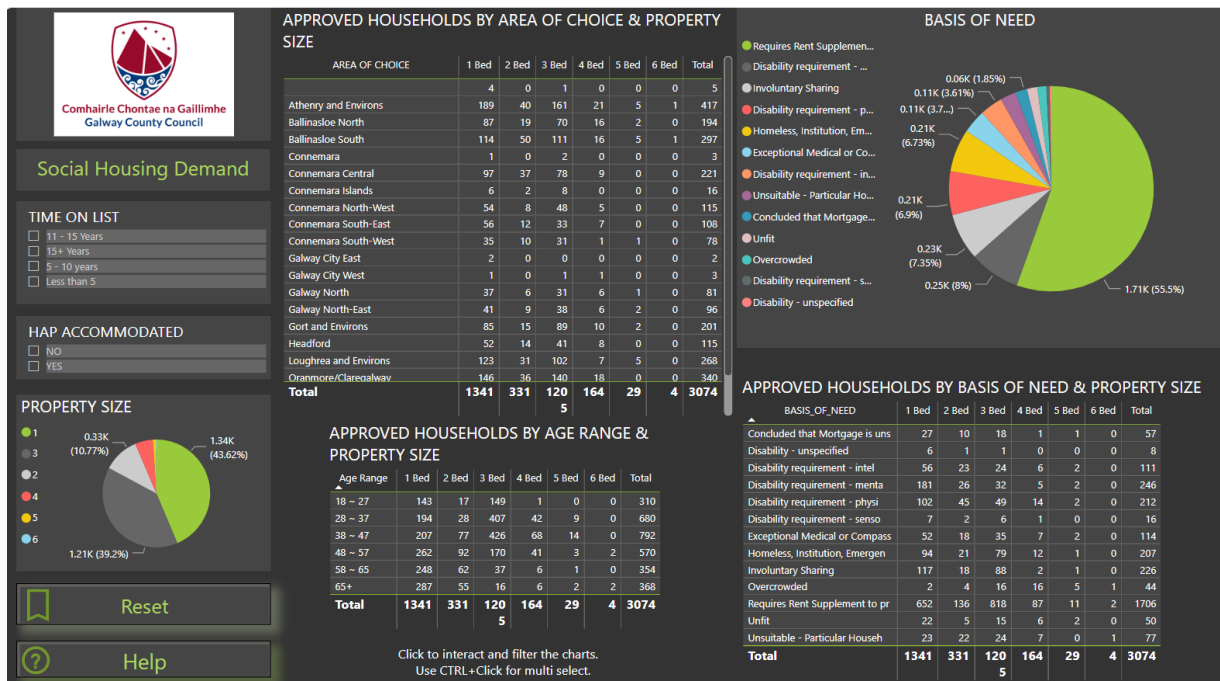 Comhairle Chontae na Gaillimhe
Galway County Council
Social Housing Demand
TIME ON LIST
11 - 15 Years
15+ Years
5 - 10 years
Less than 5
HAP ACCOMMODATED
NO
YES
PROPERTY SIZE
1
3
2
4
5
6
0.33K
(10.77%)
1.34K
(43.62%)
1.21K (39.2%)
Reset
Help
APPROVED HOUSEHOLDS BY AREA OF CHOICE & PROPERTY
SIZE
AREA OF CHOICE 1 Bed 2 Bed 3 Bed 4 Bed 5 Bed 6 Bed Total
4 0 1 0 0 0 5
Athenry and Environs 189 40 161 21 5 1 417
Ballinasloe North 87 19 70 16 2 0 194
Ballinasloe South 114 50 111 16 5 1 297
Connemara 1 0 2 0 0 0 3
Connemara Central 97 37 78 9 0 0 221
Connemara Islands 6 2 8 0 0 0 16
Connemara North-West 54 8 48 5 0 0 115
Connemara South-East 56 12 33 7 0 0 108
Connemara South-West 35 10 31 1 1 0 78
Galway City East 2 0 0 0 0 0 2
Galway City West 1 0 1 1 0 0 3
Galway North 37 6 31 6 1 0 81
Galway North-East 41 9 38 6 2 0 96
Gort and Environs 85 15 89 10 2 0 201
Headford 52 14 41 8 0 0 115
Loughrea and Environs 123 31 102 7 5 0 268
Oranmore/Claregalway 146 36 140 18 0 0 340
Total 1341 331 120 164 29 4 3074
5
APPROVED HOUSEHOLDS BY AGE RANGE &
PROPERTY SIZE
Age Range 1 Bed 2 Bed 3 Bed 4 Bed 5 Bed 6 Bed Total
18 ~ 27 143 17 149 1 0 0 310
28 ~ 37 194 28 407 42 9 0 680
38 ~ 47 207 77 426 68 14 0 792
48 ~ 57 262 92 170 41 3 2 570
58 ~ 65 248 62 37 6 1 0 354
65+ 287 55 16 6 2 2 368
Total 1341 331 120 164 29 4 3074
5
Click to interact and filter the charts.
Use CTRL+Click for multi select.
BASIS OF NEED
Requires Rent Supplemen...
Disability requirement - ...
Involuntary Sharing
Disability requirement - p...
Homeless, Institution, Em...
Exceptional Medical or Co...
Disability requirement - in...
Unsuitable - Particular Ho...
Concluded that Mortgage...
Unfit
Overcrowded
Disability requirement - s...
Disability - unspecified
0.06K (1.85%)
0.11K (3.61%)
0.11K (3.7...)
0.21K
(6.73%)
0.21K
(6.9%)
0.23K
(7.35%)
0.25K (8%)
1.71K (55.5%)
APPROVED HOUSEHOLDS BY BASIS OF NEED & PROPERTY SIZE
BASIS_OF_NEED 1 Bed 2 Bed 3 Bed 4 Bed 5 Bed 6 Bed Total
Concluded that Mortgage is uns 27 10 18 1 1 0 57
Disability - unspecified 6 1 1 0 0 0 8
Disability requirement - intel 56 23 24 6 2 0 111
Disability requirement - menta 181 26 32 5 2 0 246
Disability requirement - physi 102 45 49 14 2 0 212
Disability requirement - senso 7 2 6 1 0 0 16
Exceptional Medical or Compass 52 18 35 7 2 0 114
Homeless, Institution, Emergen 94 21 79 12 1 0 207
Involuntary Sharing 117 18 88 2 1 0 226
Overcrowded 2 4 16 16 5 1 44
Requires Rent Supplement to pr 652 136 818 87 11 2 1706
Unfit 22 5 15 6 2 0 50
Unsuitable - Particular Househ 23 22 24 7 0 1 77
Total 1341 331 120 164 29 4 3074
5